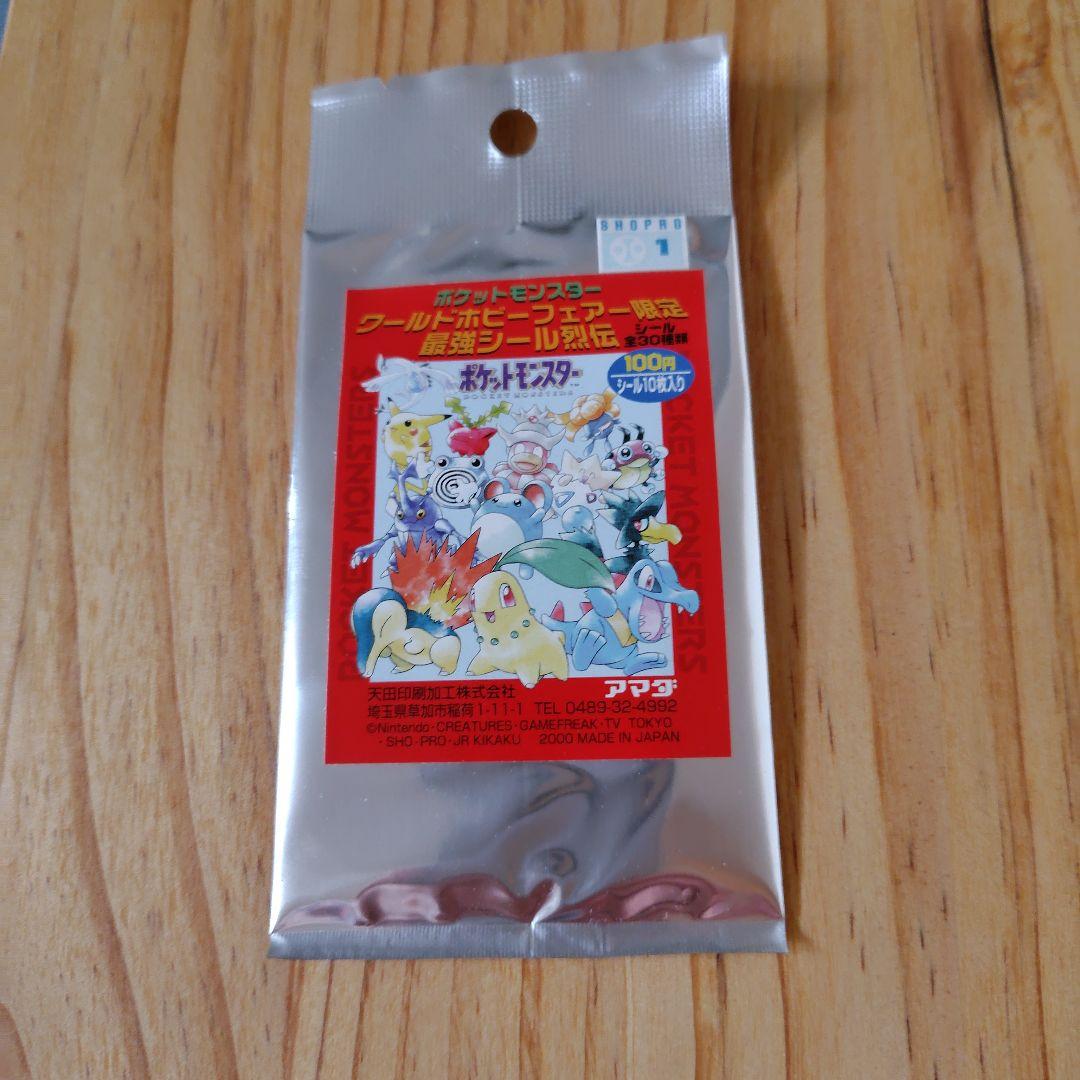 SHOPRO
1
ポケットモンスター
ワールドホビーフェアー限定
最強シール烈伝
シール
全30種類
100円
シール10枚入り
ポケットモンスター
POCKET MONSTERS
POCKET MONSTERS
POCKET MONSTERS
天田印刷加工株式会社
アマダ
埼玉県草加市稲荷1-11-1 TEL 0489-32-4992
©Nintendo・CREATURES・GAMEFREAK・TV TOKYO
・SHO-PRO・JR KIKAKU 2000 MADE IN JAPAN